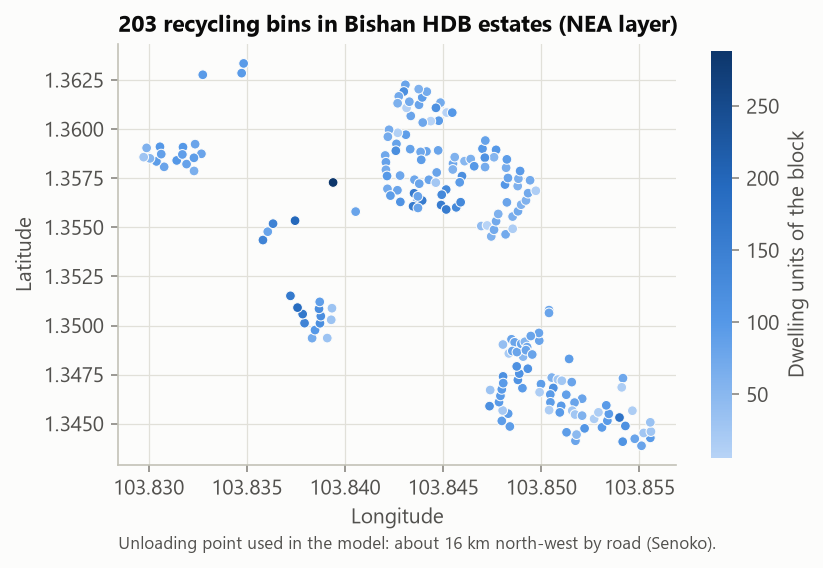 203 recycling bins in Bishan HDB estates (NEA layer)
1.3625
1.3600
1.3575
1.3550
1.3525
1.3500
1.3475
1.3450
Latitude
103.830 103.835 103.840 103.845 103.850 103.855
Longitude
250
200
150
100
50
Dwelling units of the block
Unloading point used in the model: about 16 km north-west by road (Senoko).